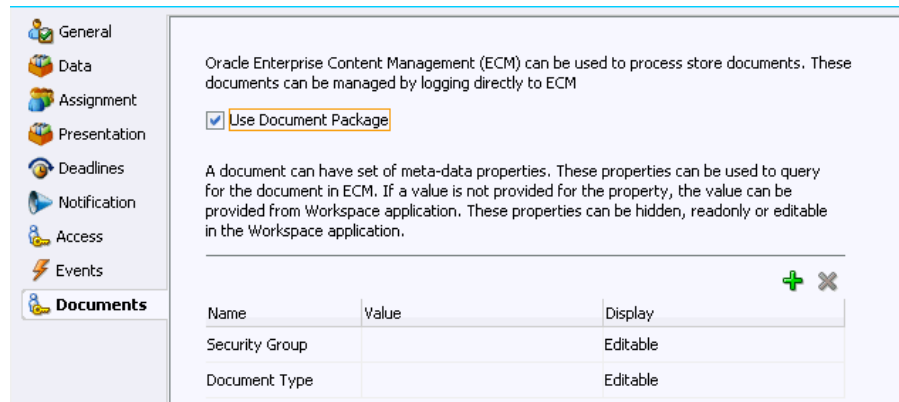 General
Data
Assignment
Presentation
Deadlines
Notification
Access
Events
Documents
Oracle Enterprise Content Management (ECM) can be used to process store documents. These
documents can be managed by logging directly to ECM
Use Document Package
A document can have set of meta-data properties. These properties can be used to query
for the document in ECM. If a value is not provided for the property, the value can be
provided from Workspace application. These properties can be hidden, readonly or editable
in the Workspace application.
Name Value Display
Security Group Editable
Document Type Editable